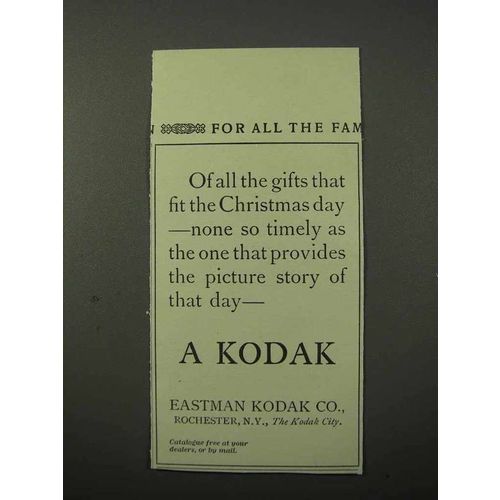 N FOR ALL THE FAM
Of all the gifts that
fit the Christmas day
—none so timely as
the one that provides
the picture story of
that day—
A KODAK
EASTMAN KODAK CO.,
ROCHESTER, N.Y., The Kodak City.
Catalogue free at your
dealers, or by mail.